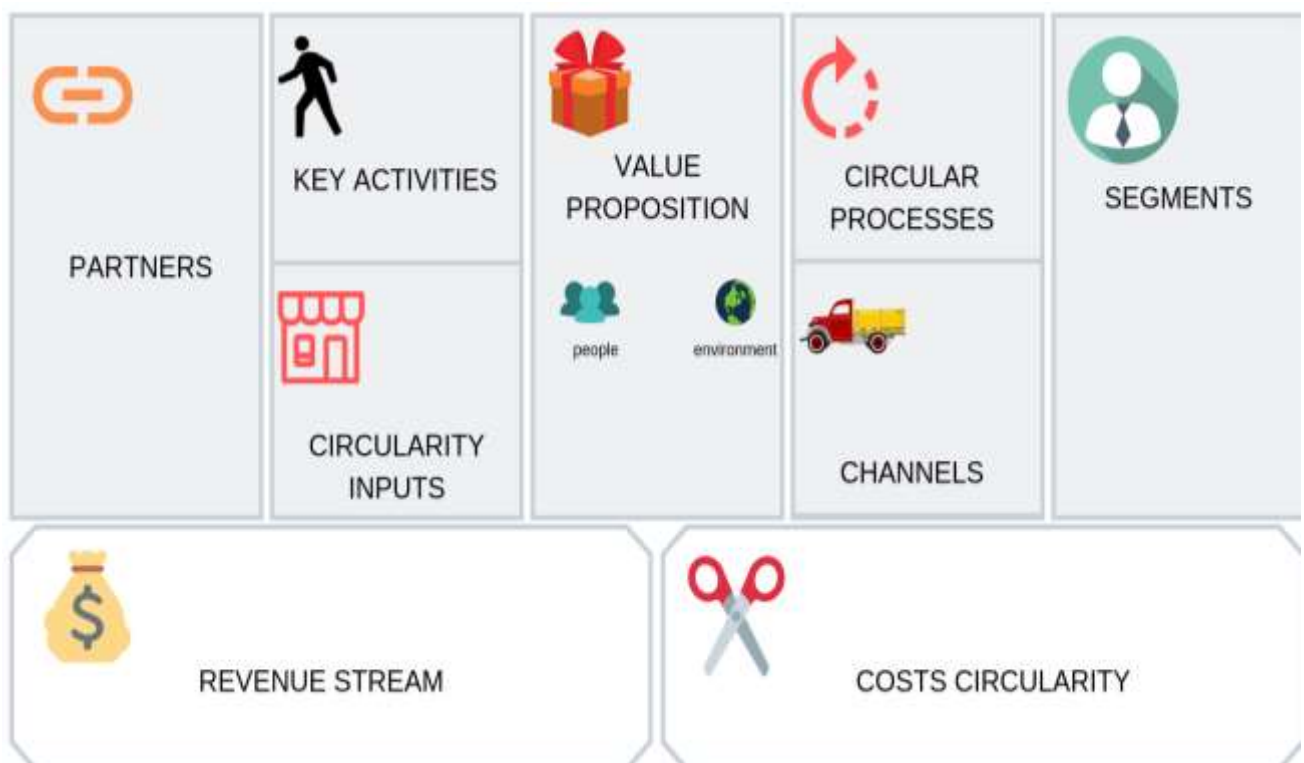 PARTNERS
KEY ACTIVITIES
CIRCULARITY
INPUTS
VALUE
PROPOSITION
people
environment
CIRCULAR
PROCESSES
CHANNELS
SEGMENTS
$
REVENUE STREAM
COSTS CIRCULARITY